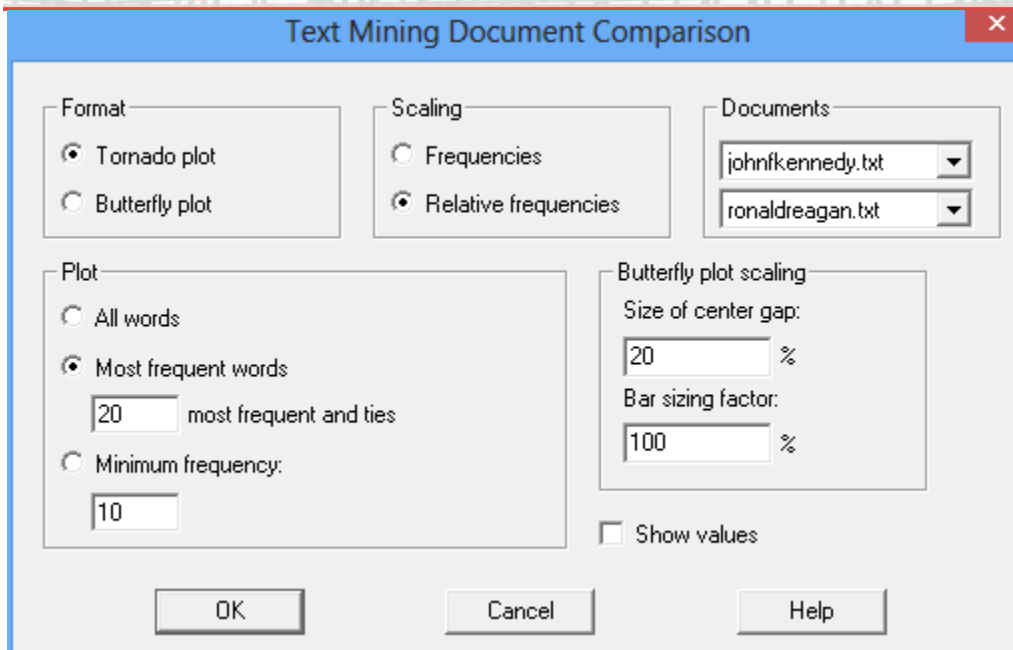 Text Mining Document Comparison
Format
Tornado plot
Butterfly plot
Scaling
Frequencies
Relative frequencies
Documents
johnfkennedy.txt
ronaldreagan.txt
Plot
All words
Most frequent words
20 most frequent and ties
Minimum frequency:
10
Butterfly plot scaling
Size of center gap:
20 %
Bar sizing factor:
100 %
Show values
OK
Cancel
Help